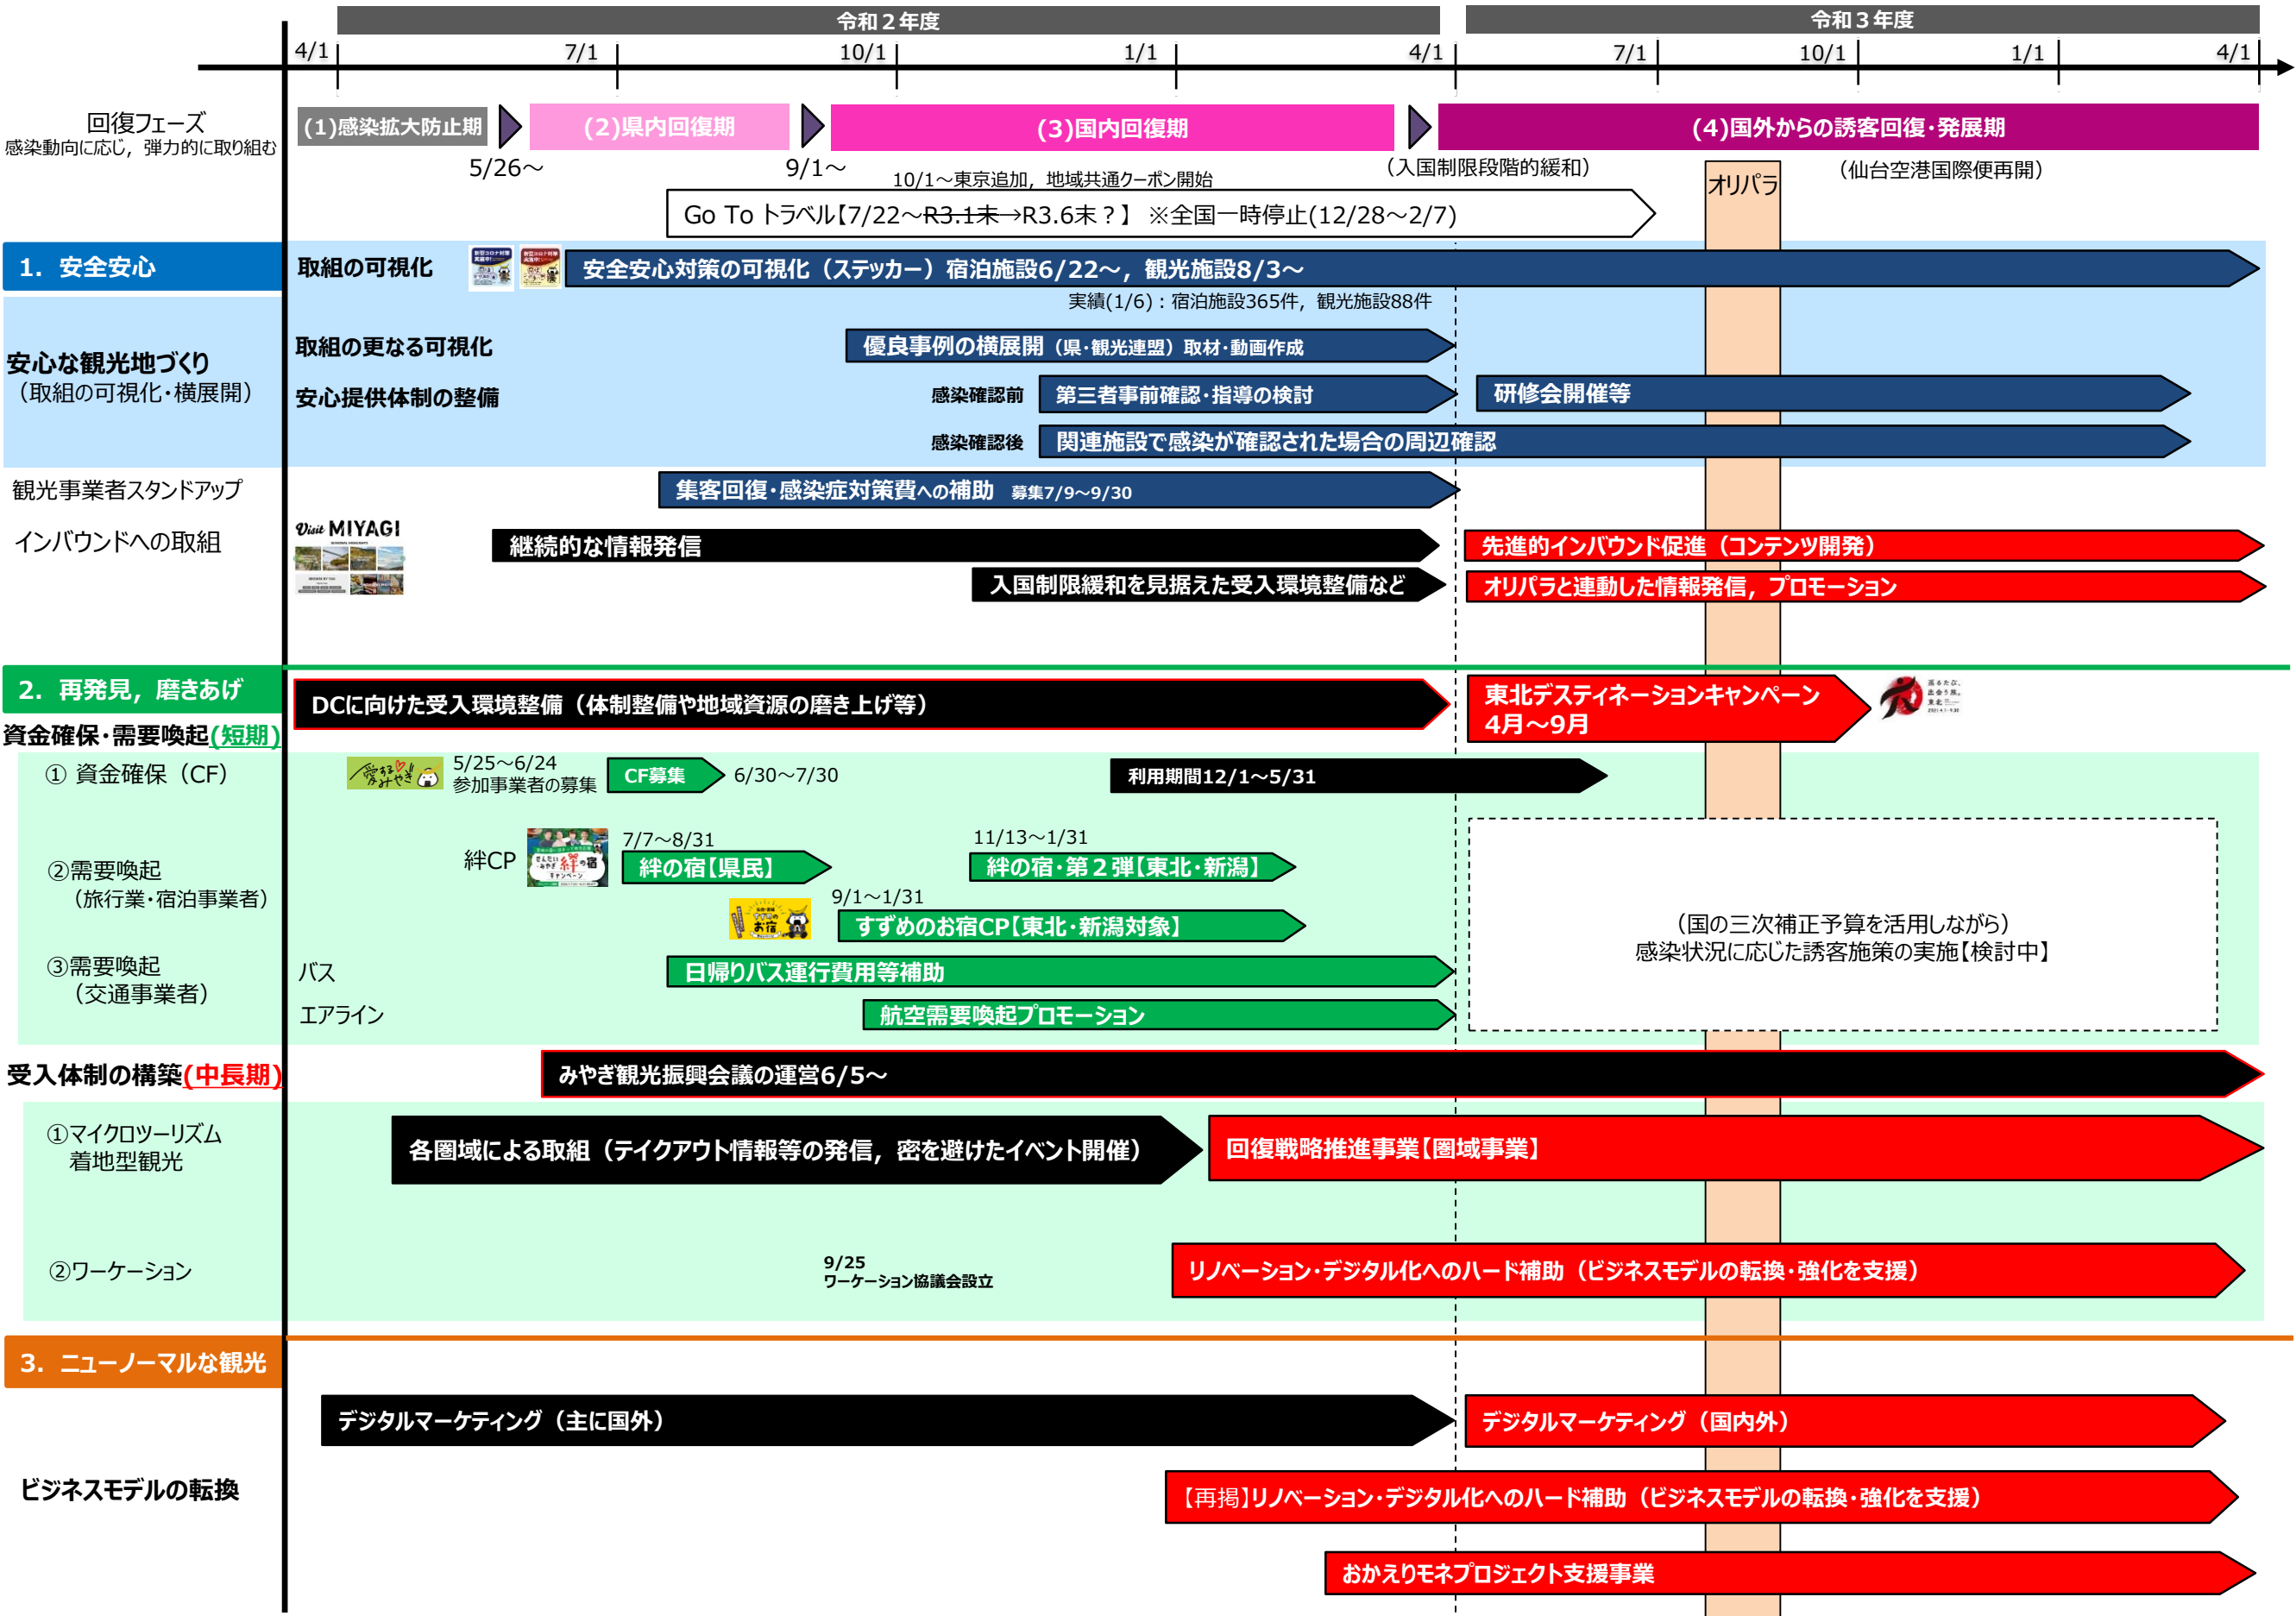 令和２年度
令和３年度
4/1
7/1
10/1
1/1
4/1
7/1
10/1
1/1
4/1
回復フェーズ
感染動向に応じ，弾力的に取り組む
(1)感染拡大防止期
(2)県内回復期
(3)国内回復期
(4)国外からの誘客回復・発展期
5/26～
9/1～
（入国制限段階的緩和）
（仙台空港国際便再開）
オリパラ
10/1～東京追加，地域共通クーポン開始
Go To トラベル【7/22～R3.1末→R3.6末？】 ※全国一時停止(12/28～2/7)
1．安全安心
取組の可視化
安全安心対策の可視化（ステッカー）宿泊施設6/22～，観光施設8/3～
実績(1/6)：宿泊施設365件，観光施設88件
安心な観光地づくり
（取組の可視化・横展開）
取組の更なる可視化
優良事例の横展開（県・観光連盟）取材・動画作成
安心提供体制の整備
感染確認前
第三者事前確認・指導の検討
研修会開催等
感染確認後
関連施設で感染が確認された場合の周辺確認
観光事業者スタンドアップ
集客回復・感染症対策費への補助 募集7/9～9/30
インバウンドへの取組
Visit MIYAGI
継続的な情報発信
先進的インバウンド促進（コンテンツ開発）
入国制限緩和を見据えた受入環境整備など
オリパラと連動した情報発信，プロモーション
2．再発見，磨きあげ
DCに向けた受入環境整備（体制整備や地域資源の磨き上げ等）
東北デスティネーションキャンペーン
4月～9月
巡るたび、
出会う旅。
東北
資金確保・需要喚起(短期)
① 資金確保（CF）
愛するみやぎ
5/25～6/24
参加事業者の募集
CF募集
6/30～7/30
利用期間12/1～5/31
②需要喚起
（旅行業・宿泊事業者）
絆CP
せんだい
みやぎ 絆の宿
キャンペーン
7/7～8/31
絆の宿【県民】
11/13～1/31
絆の宿・第２弾【東北・新潟】
すずめの
お宿
9/1～1/31
すずめのお宿CP【東北・新潟対象】
（国の三次補正予算を活用しながら）
感染状況に応じた誘客施策の実施【検討中】
③需要喚起
（交通事業者）
バス
日帰りバス運行費用等補助
エアライン
航空需要喚起プロモーション
受入体制の構築(中長期)
みやぎ観光振興会議の運営6/5～
①マイクロツーリズム
着地型観光
各圏域による取組（テイクアウト情報等の発信，密を避けたイベント開催）
回復戦略推進事業【圏域事業】
②ワーケーション
9/25
ワーケーション協議会設立
リノベーション・デジタル化へのハード補助（ビジネスモデルの転換・強化を支援）
3．ニューノーマルな観光
デジタルマーケティング（主に国外）
デジタルマーケティング（国内外）
ビジネスモデルの転換
【再掲】リノベーション・デジタル化へのハード補助（ビジネスモデルの転換・強化を支援）
おかえりモネプロジェクト支援事業